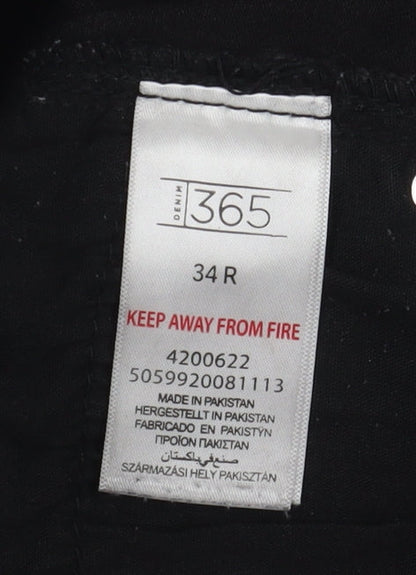 DENIM 365
34 R
KEEP AWAY FROM FIRE
4200622
5059920081113
MADE IN PAKISTAN
HERGESTELLT IN PAKISTAN
FABRICADO EN PAKISTÝN
ΠΡΟΪΟΝ ΠΑΚΙΣΤΑΝ
صنع في باكستان
SZÁRMAZÁSI HELY PAKISZTÁN